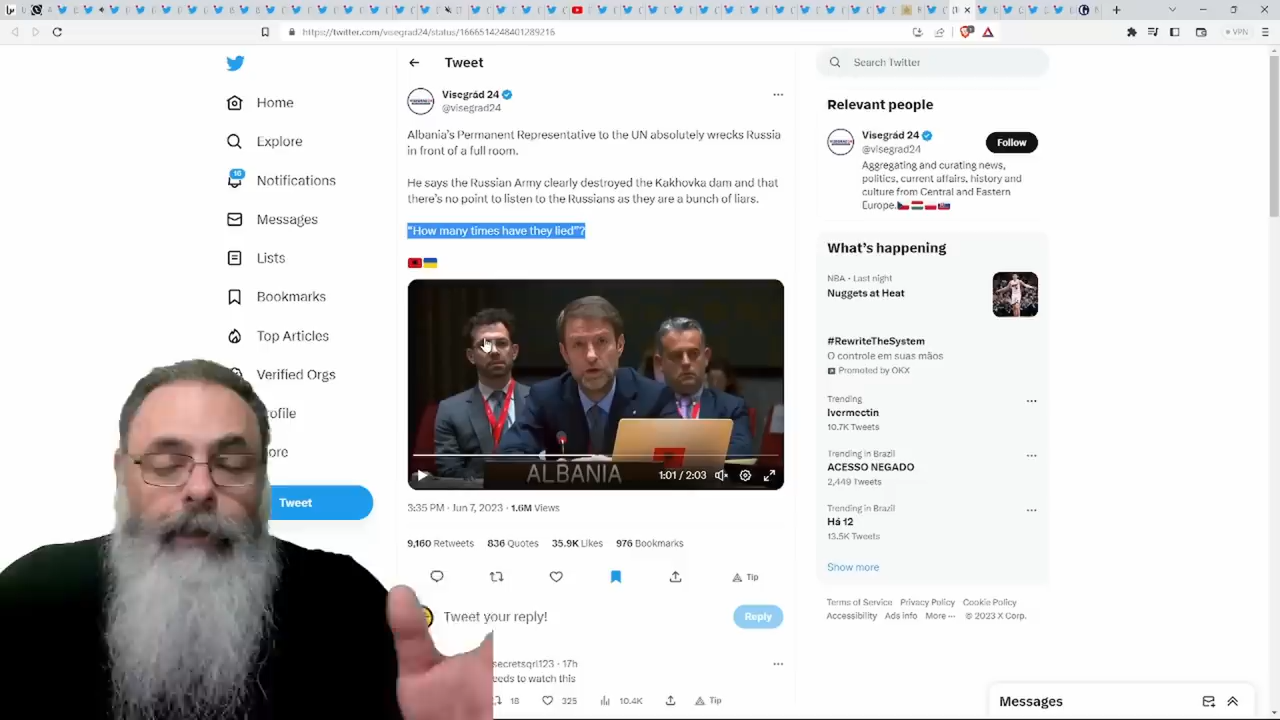 https://twitter.com/visegrad24/status/1666514248401289216
VPN
Home
Explore
16
Notifications
Messages
Lists
Bookmarks
Top Articles
Verified Orgs
rofile
ore
Tweet
Tweet
Visegrád 24
@visegrad24
Albania's Permanent Representative to the UN absolutely wrecks Russia
in front of a full room.
He says the Russian Army clearly destroyed the Kakhovka dam and that
there's no point to listen to the Russians as they are a bunch of liars.
"How many times have they lied"?
ALBANIA
1:01 / 2:03
3:35 PM · Jun 7, 2023 · 1.6M Views
9,160 Retweets 836 Quotes 35.9K Likes 976 Bookmarks
Tip
Tweet your reply!
Reply
secretsqrl123 · 17h
eeds to watch this
18 325 10.4K Tip
Search Twitter
Relevant people
Visegrád 24
@visegrad24
Follow
Aggregating and curating news,
politics, current affairs, history and
culture from Central and Eastern
Europe.
What's happening
NBA · Last night
Nuggets at Heat
#RewriteTheSystem
O controle em suas mãos
Promoted by OKX
Trending
Ivermectin
10.7K Tweets
Trending in Brazil
ACESSO NEGADO
2,449 Tweets
Trending in Brazil
Há 12
13.5K Tweets
Show more
Terms of Service Privacy Policy Cookie Policy
Accessibility Ads info More ··· © 2023 X Corp.
Messages